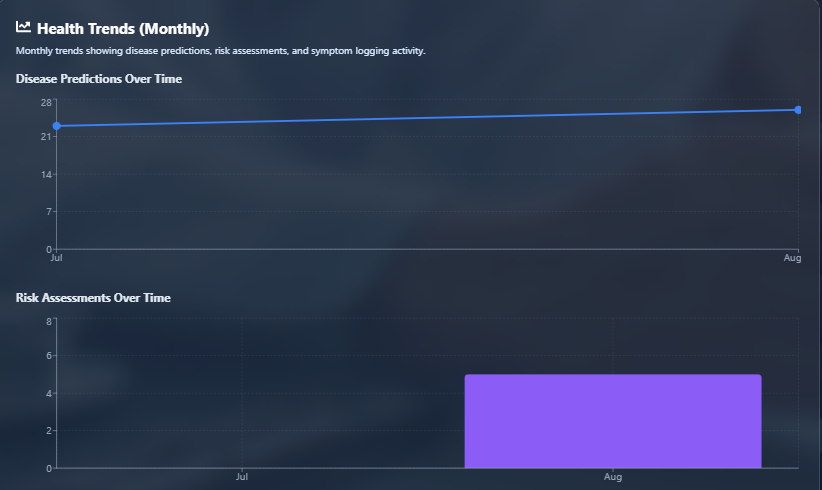 Health Trends (Monthly)
Monthly trends showing disease predictions, risk assessments, and symptom logging activity.
Disease Predictions Over Time
28
21
14
7
0
Jul Aug
Risk Assessments Over Time
8
6
4
2
0
Jul Aug